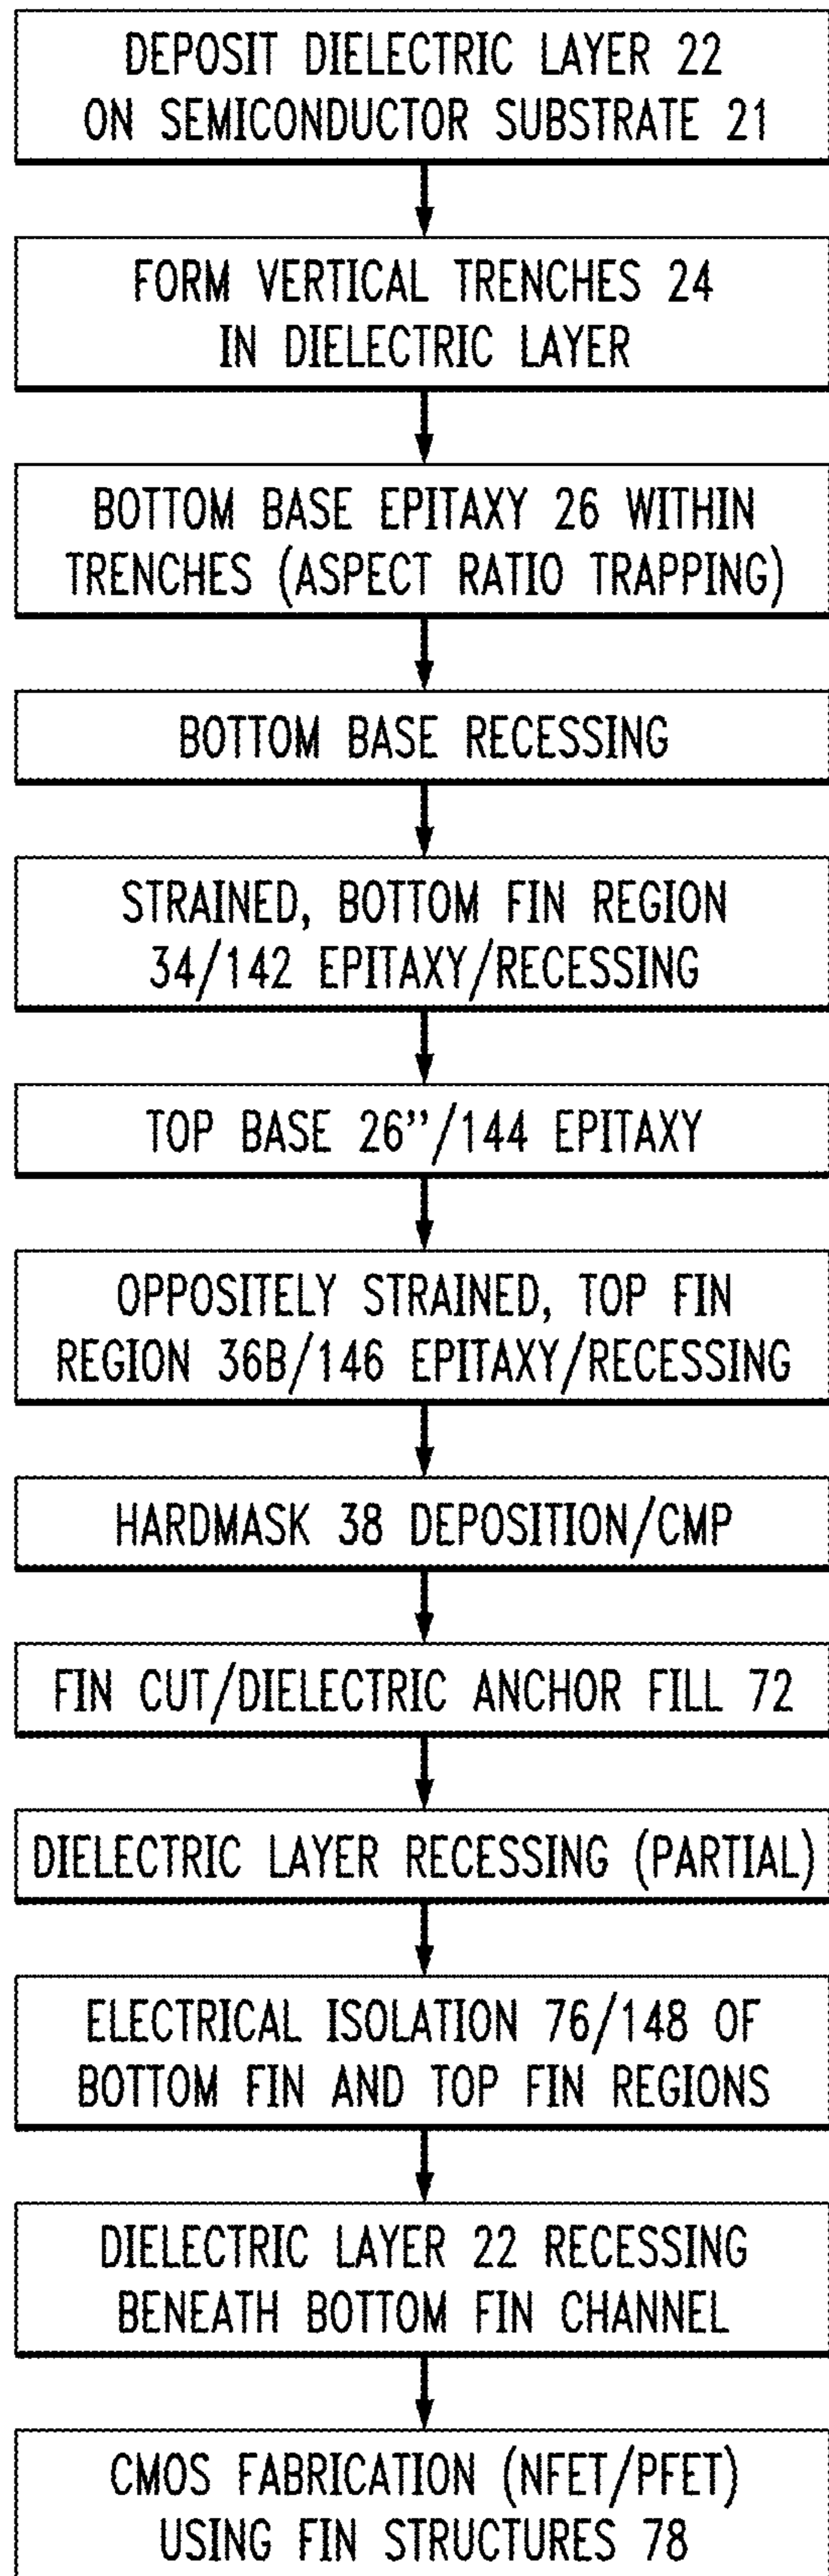 DEPOSIT DIELECTRIC LAYER 22
ON SEMICONDUCTOR SUBSTRATE 21
FORM VERTICAL TRENCHES 24
IN DIELECTRIC LAYER
BOTTOM BASE EPITAXY 26 WITHIN
TRENCHES (ASPECT RATIO TRAPPING)
BOTTOM BASE RECESSING
STRAINED, BOTTOM FIN REGION
34/142 EPITAXY/RECESSING
TOP BASE 26”/144 EPITAXY
OPPOSITELY STRAINED, TOP FIN
REGION 36B/146 EPITAXY/RECESSING
HARDMASK 38 DEPOSITION/CMP
FIN CUT/DIELECTRIC ANCHOR FILL 72
DIELECTRIC LAYER RECESSING (PARTIAL)
ELECTRICAL ISOLATION 76/148 OF
BOTTOM FIN AND TOP FIN REGIONS
DIELECTRIC LAYER 22 RECESSING
BENEATH BOTTOM FIN CHANNEL
CMOS FABRICATION (NFET/PFET)
USING FIN STRUCTURES 78